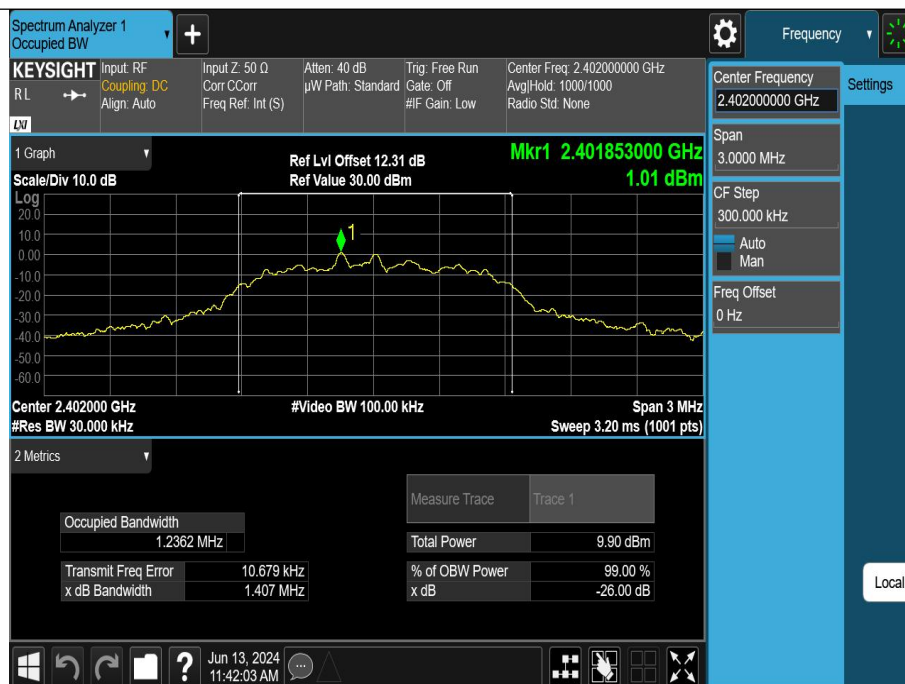 Spectrum Analyzer 1
Occupied BW
+
Frequency
KEYSIGHT
RL
LXI
Input: RF
Coupling: DC
Align: Auto
Input Z: 50 Ω
Corr CCorr
Freq Ref: Int (S)
Atten: 40 dB
µW Path: Standard
Trig: Free Run
Gate: Off
#IF Gain: Low
Center Freq: 2.402000000 GHz
Avg|Hold: 1000/1000
Radio Std: None
Center Frequency
2.402000000 GHz
Settings
Span
3.0000 MHz
CF Step
300.000 kHz
Auto
Man
Freq Offset
0 Hz
1 Graph
Scale/Div 10.0 dB
Ref Lvl Offset 12.31 dB
Ref Value 30.00 dBm
Mkr1 2.401853000 GHz
1.01 dBm
Log
20.0
10.0
0.00
-10.0
-20.0
-30.0
-40.0
-50.0
-60.0
1
Center 2.402000 GHz
#Res BW 30.000 kHz
#Video BW 100.00 kHz
Span 3 MHz
Sweep 3.20 ms (1001 pts)
2 Metrics
Measure Trace Trace 1
Occupied Bandwidth
1.2362 MHz
Total Power 9.90 dBm
Transmit Freq Error 10.679 kHz
% of OBW Power 99.00 %
x dB Bandwidth 1.407 MHz
x dB -26.00 dB
Local
?
Jun 13, 2024
11:42:03 AM